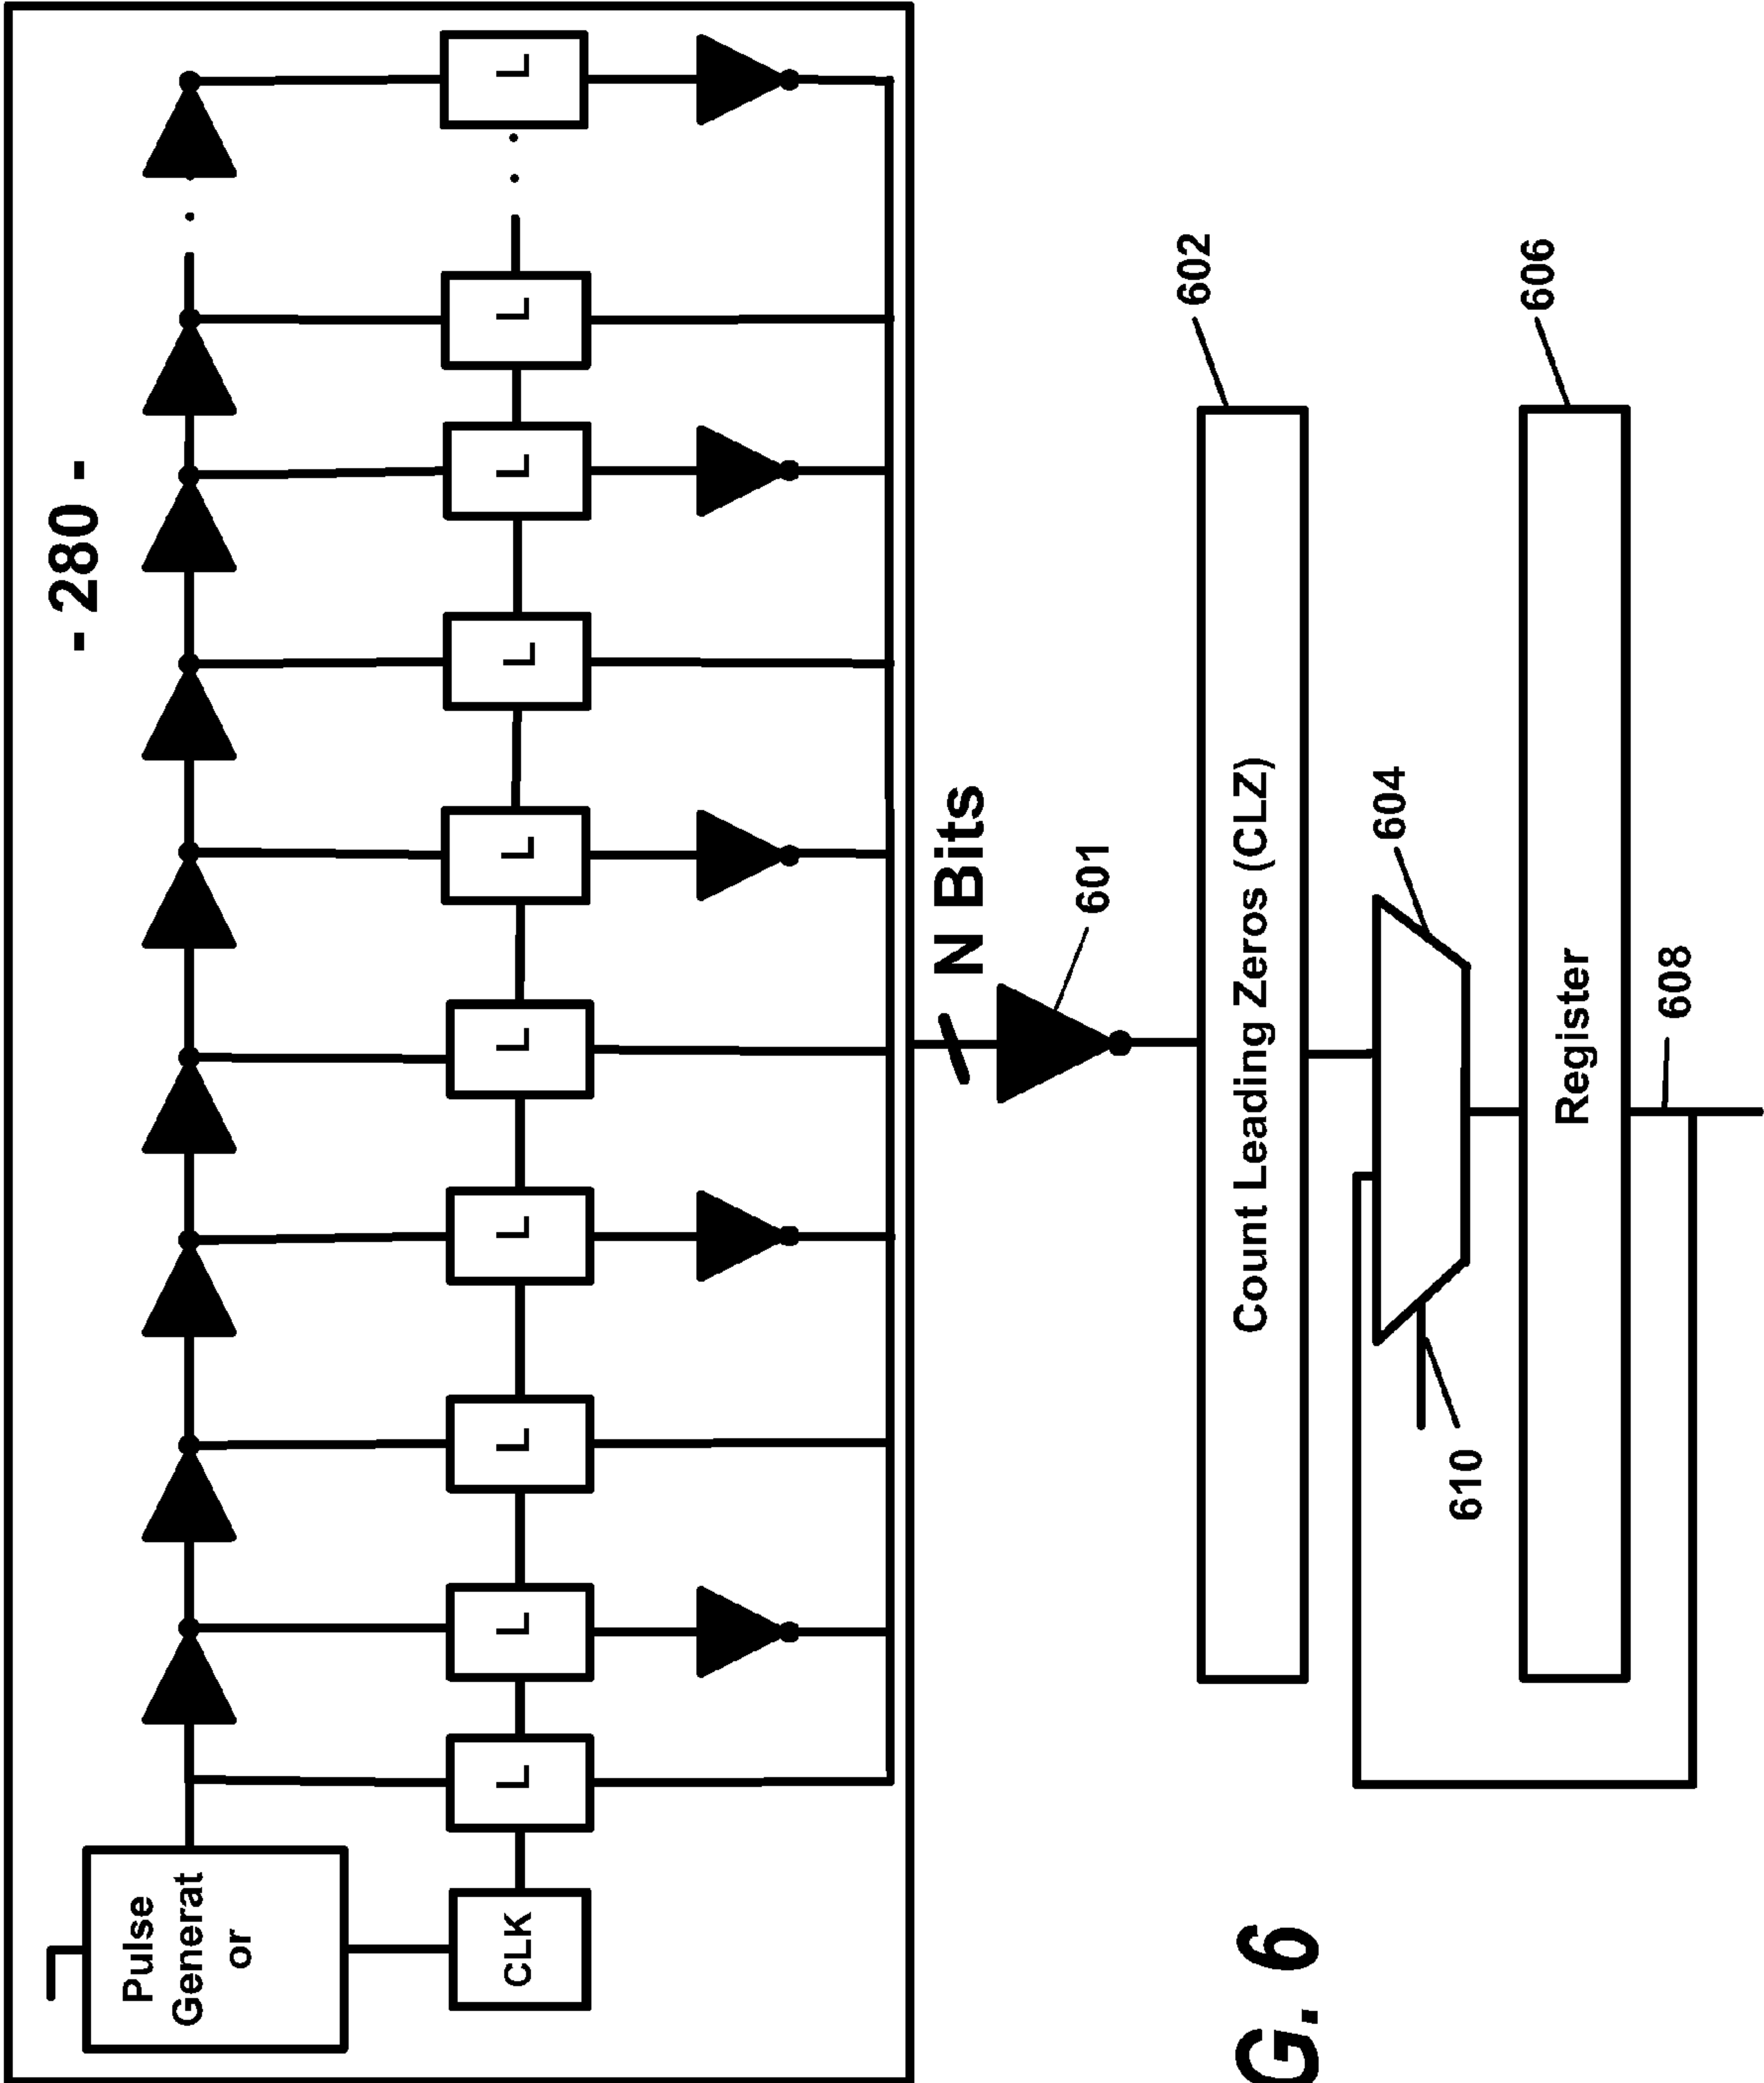 - 280 -
Pulse
Generat
or
CLK
L
L
L
L
L
L
L
L
L
L
N Bits
601
Count Leading Zeros (CLZ)
602
604
610
Register
606
608
G. 6